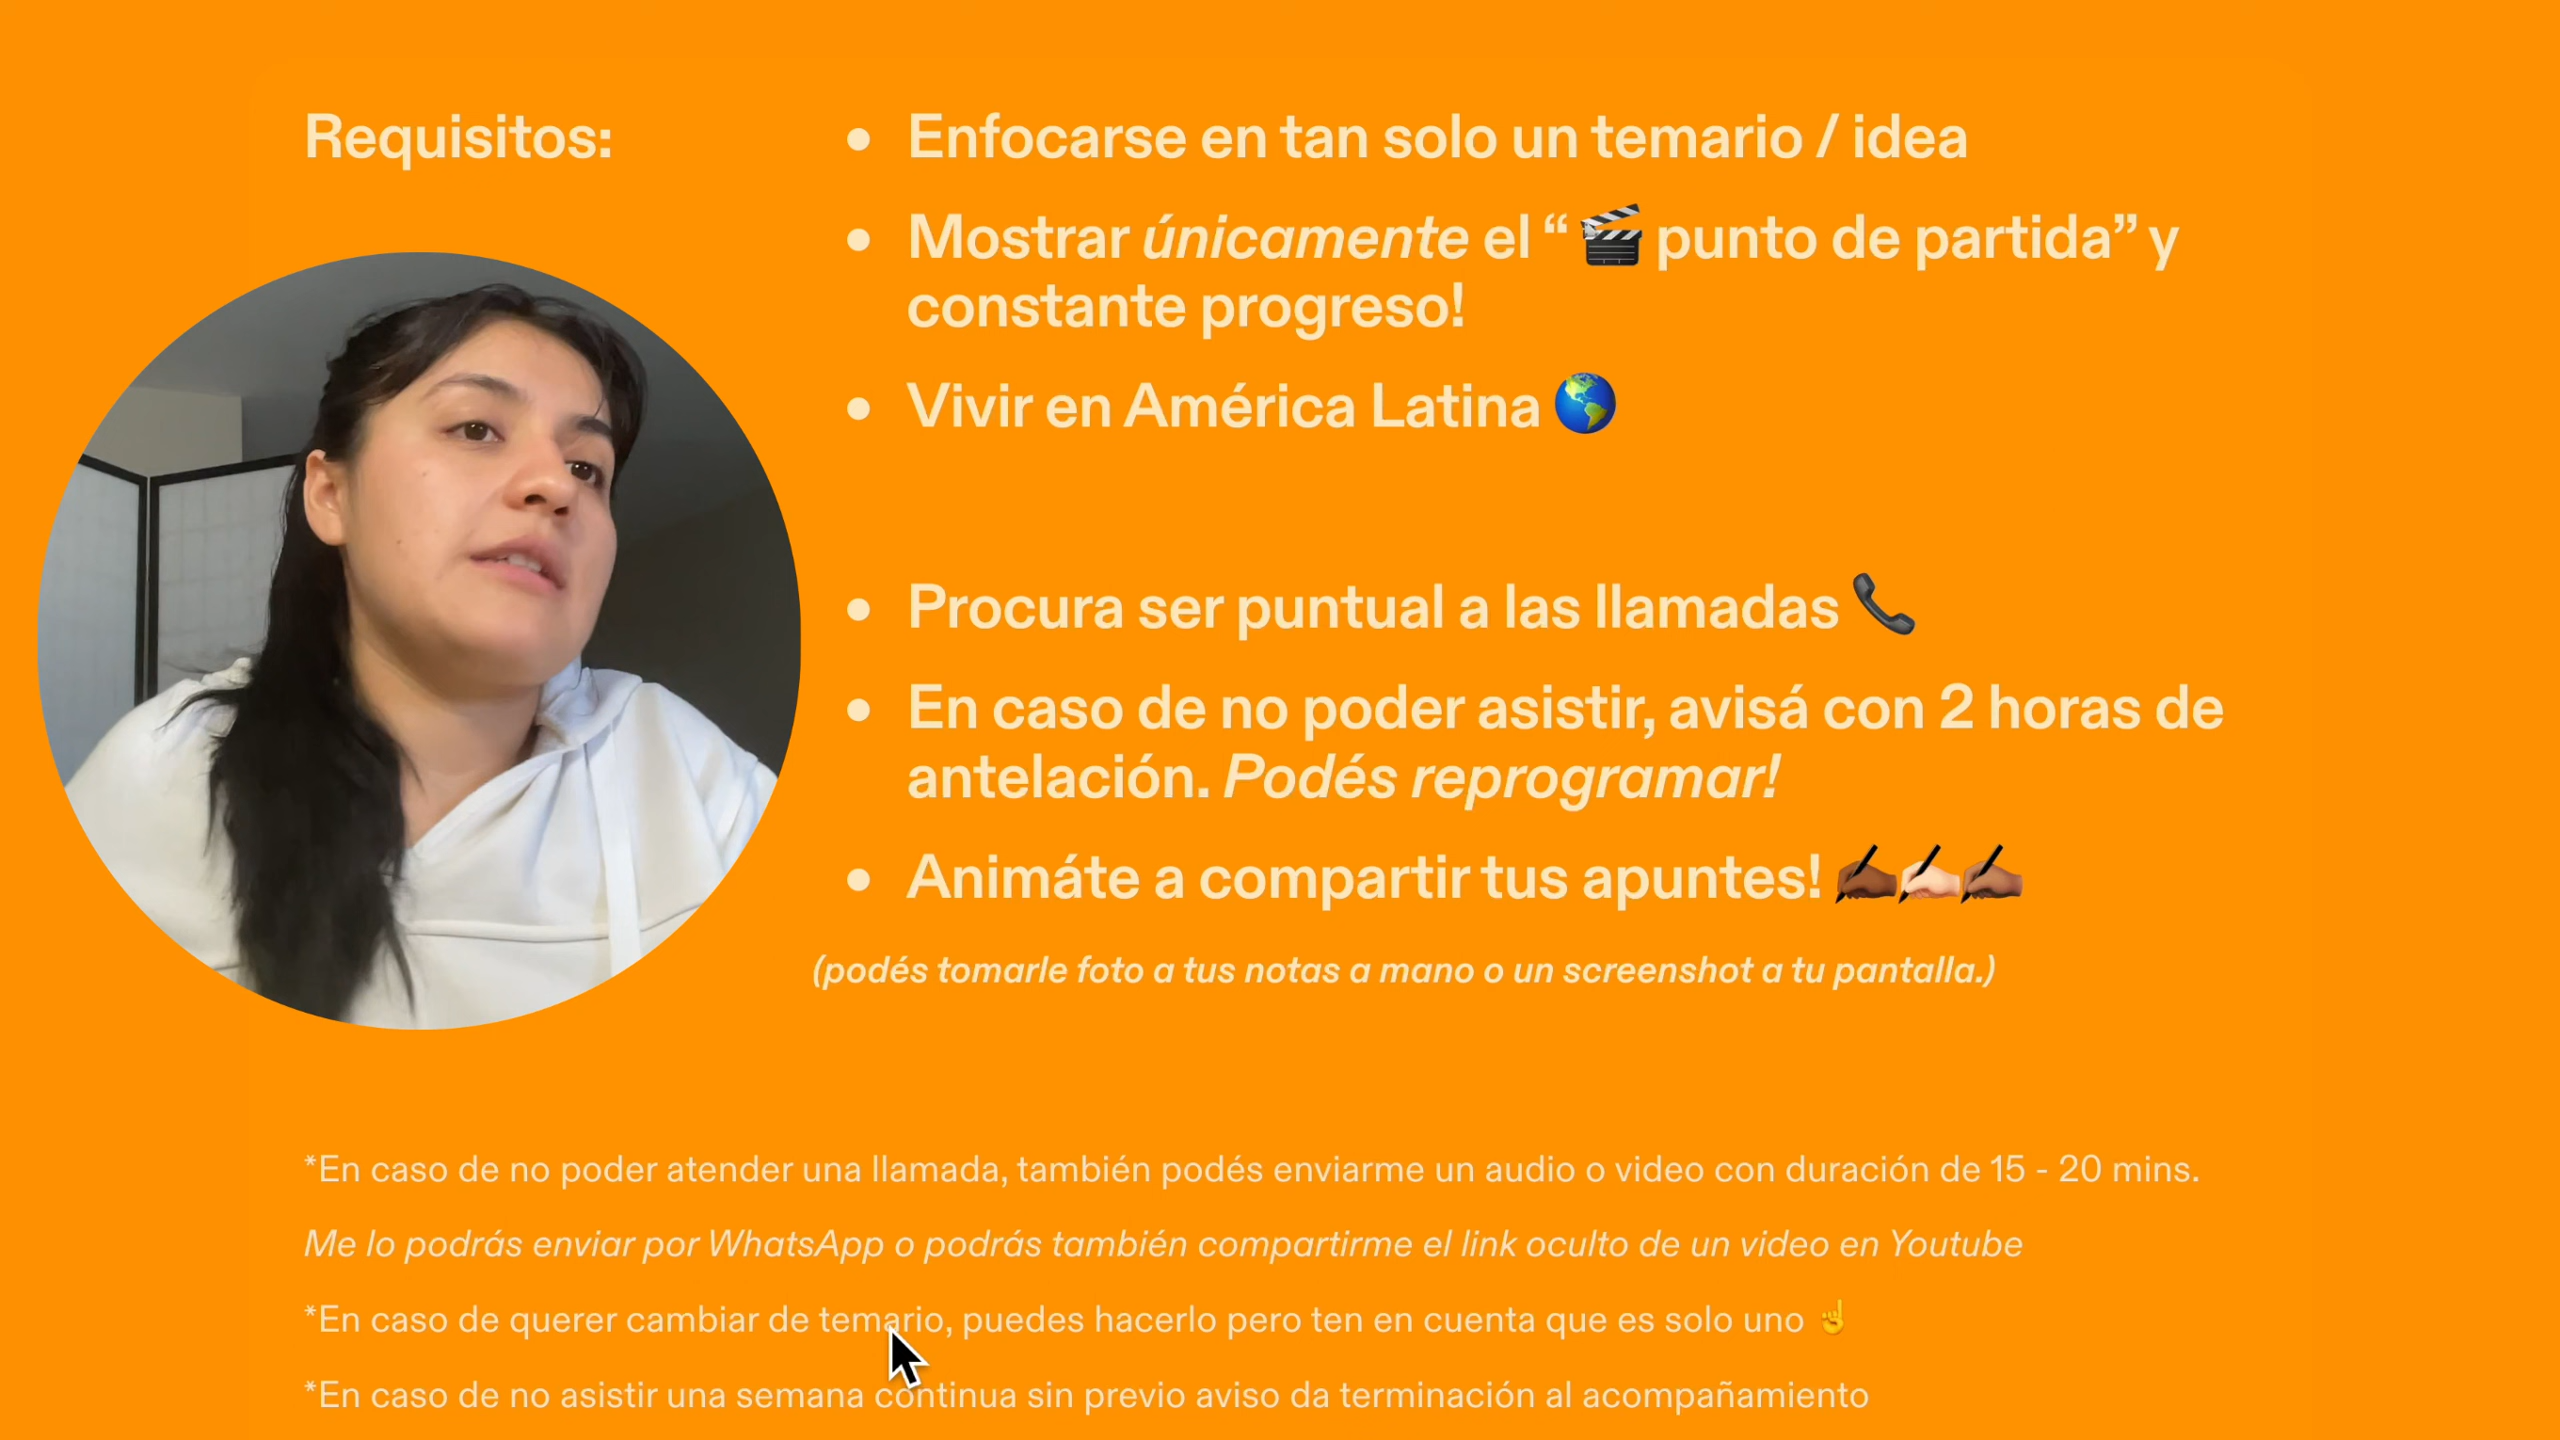 Requisitos:
• Enfocarse en tan solo un temario / idea
• Mostrar únicamente el “🎬 punto de partida” y
constante progreso!
• Vivir en América Latina 🌎
• Procura ser puntual a las llamadas 📞
• En caso de no poder asistir, avisá con 2 horas de
antelación. Podés reprogramar!
• Animáte a compartir tus apuntes! ✍🏾✍🏻✍🏽
(podés tomarle foto a tus notas a mano o un screenshot a tu pantalla.)
*En caso de no poder atender una llamada, también podés enviarme un audio o video con duración de 15 - 20 mins.
Me lo podrás enviar por WhatsApp o podrás también compartirme el link oculto de un video en Youtube
*En caso de querer cambiar de temario, puedes hacerlo pero ten en cuenta que es solo uno ☝️
*En caso de no asistir una semana continua sin previo aviso da terminación al acompañamiento